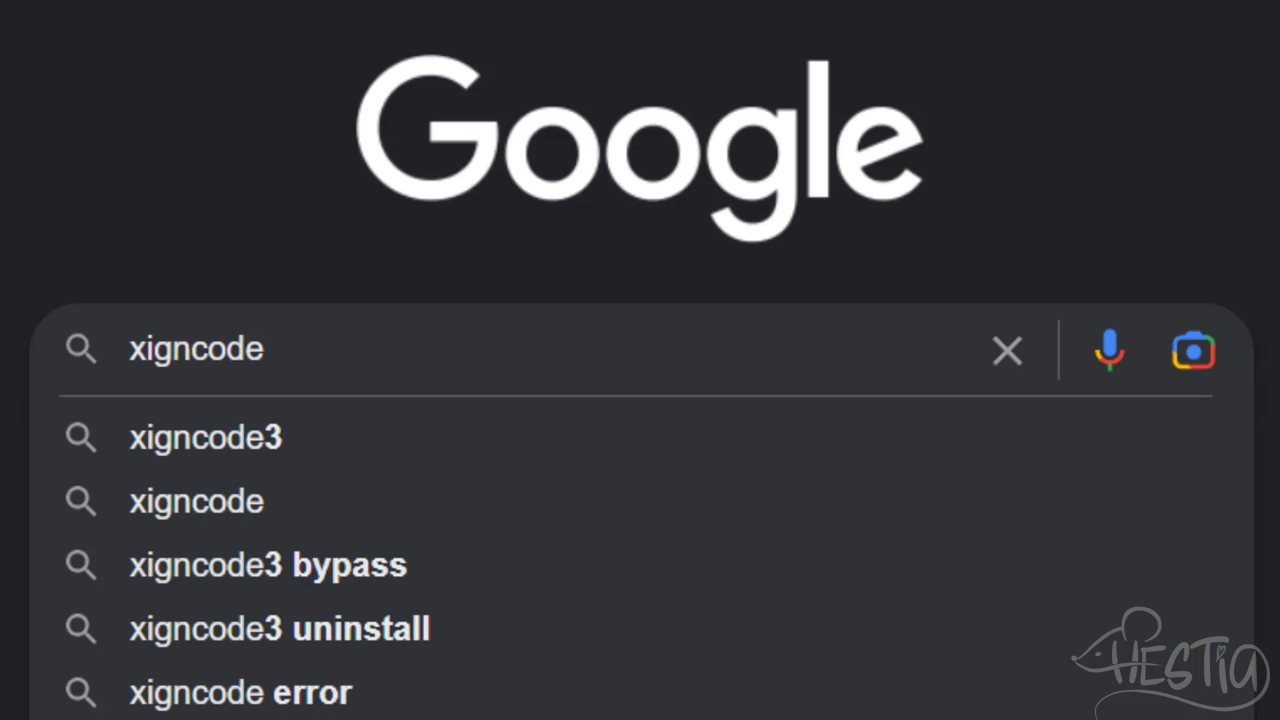 Google
xigncode
xigncode3
xigncode
xigncode3 bypass
xigncode3 uninstall
xigncode error
HESTIA